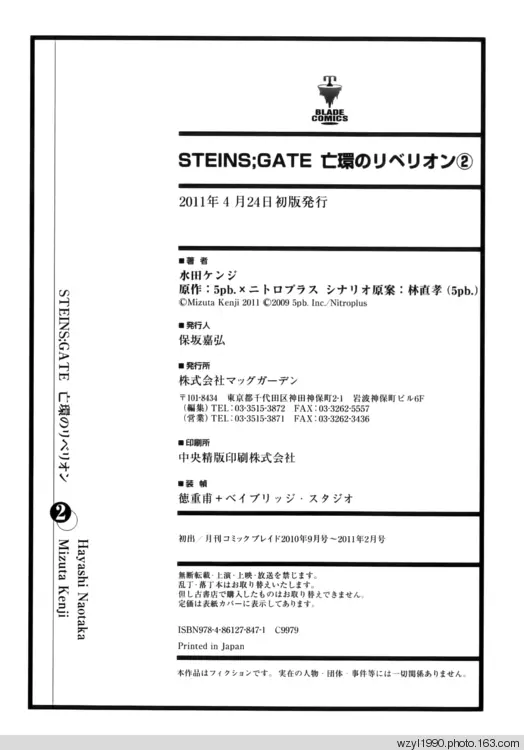 BLADE
COMICS
STEINS;GATE 亡環のリベリオン②
2011年4月24日初版発行
■著 者
水田ケンジ
原作：5pb.×ニトロプラス シナリオ原案：林直孝 (5pb.)
©Mizuta Kenji 2011 ©2009 5pb. Inc./Nitroplus
■発行人
保坂嘉弘
■発行所
株式会社マッグガーデン
〒101-8434 東京都千代田区神田神保町2-1 岩波神保町ビル6F
(編集) TEL：03-3515-3872 FAX：03-3262-5557
(営業) TEL：03-3515-3871 FAX：03-3262-3436
■印刷所
中央精版印刷株式会社
■装 幀
徳重甫＋ベイブリッジ・スタジオ
初出／月刊コミックブレイド2010年9月号～2011年2月号
無断転載・上演・上映・放送を禁じます。
乱丁・落丁本はお取り替えいたします。
但し古書店で購入したものはお取り替えできません。
定価は表紙カバーに表示してあります。
ISBN978-4-86127-847-1 C9979
Printed in Japan
本作品はフィクションです。実在の人物・団体・事件等には一切関係ありません。
STEINS;GATE 亡環のリベリオン
2
Hayashi Naotaka
Mizuta Kenji
wzyl1990.photo.163.com